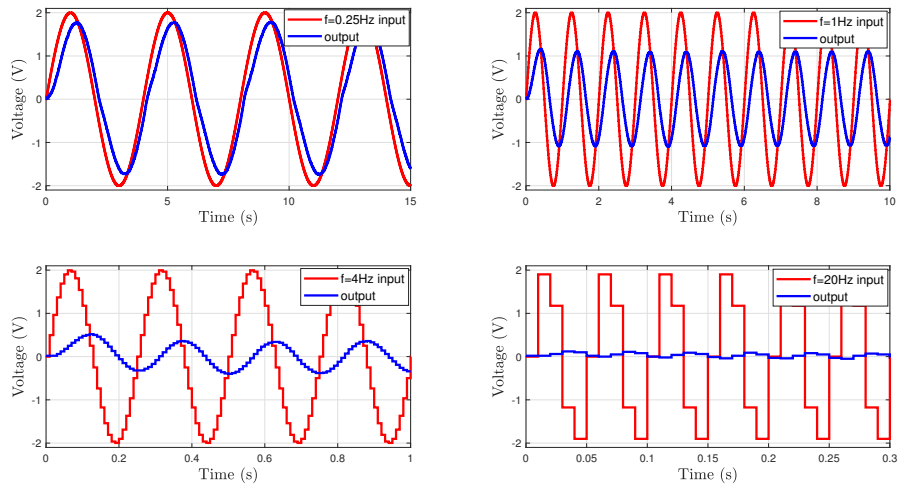 f=0.25Hz input
output
Voltage (V)
2
1
0
-1
-2
0
5
10
15
Time (s)
f=1Hz input
output
Voltage (V)
2
1
0
-1
-2
0
2
4
6
8
10
Time (s)
f=4Hz input
output
Voltage (V)
2
1
0
-1
-2
0
0.2
0.4
0.6
0.8
1
Time (s)
f=20Hz input
output
Voltage (V)
2
1
0
-1
-2
0
0.05
0.1
0.15
0.2
0.25
0.3
Time (s)